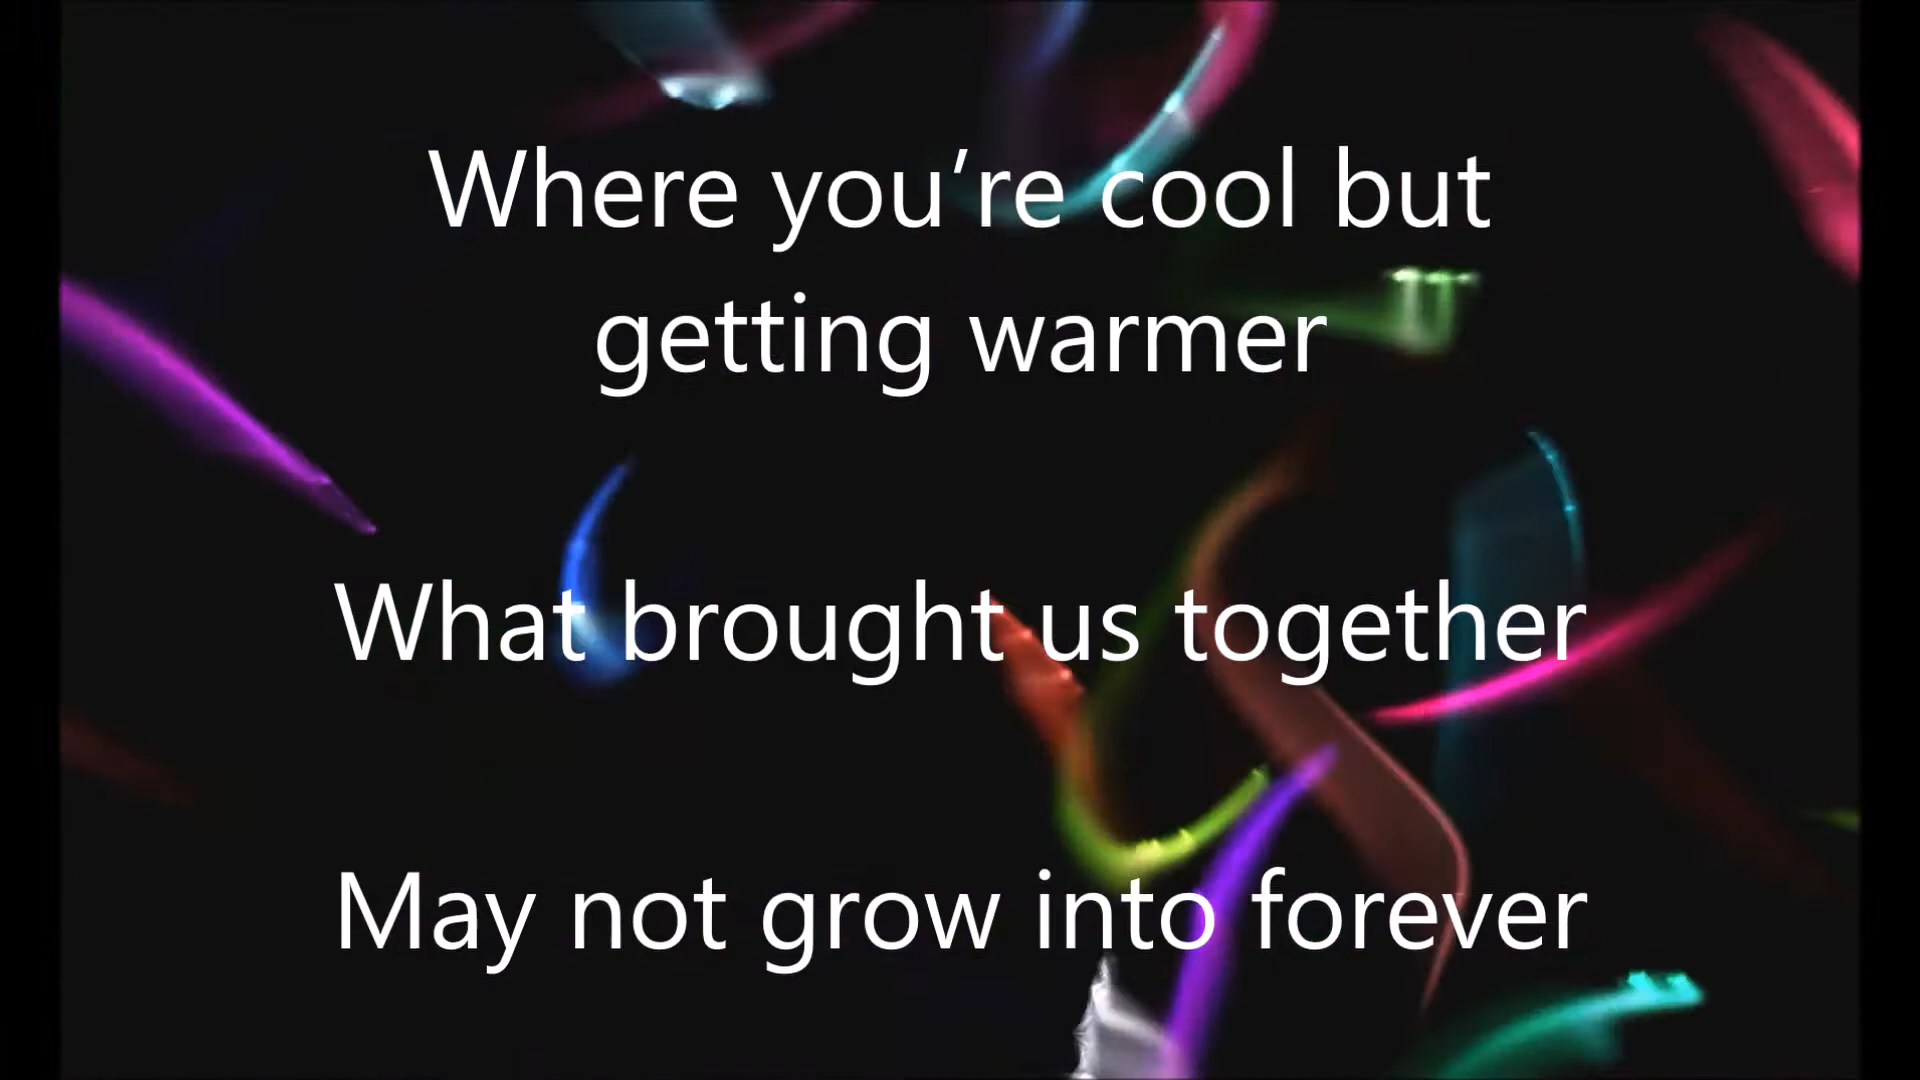 Where you’re cool but
getting warmer
What brought us together
May not grow into forever